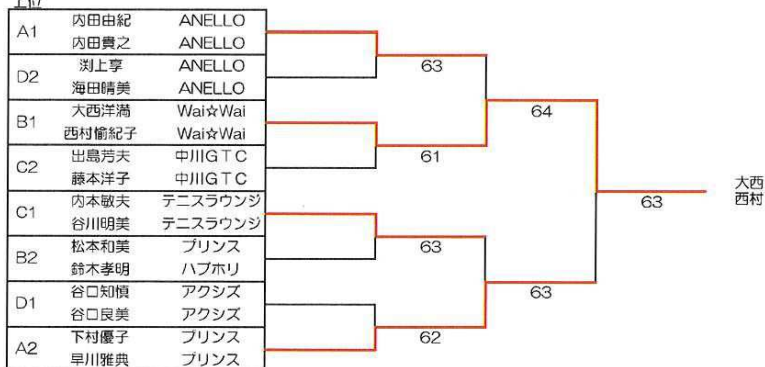 上位
A1 内田由紀 ANELLO
内田貴之 ANELLO
D2 渕上享 ANELLO
海田晴美 ANELLO
B1 大西洋満 Wai☆Wai
西村愉紀子 Wai☆Wai
C2 出島芳夫 中川GTC
藤本洋子 中川GTC
C1 内本敏夫 テニスラウンジ
谷川明美 テニスラウンジ
B2 松本和美 プリンス
鈴木孝明 ハブホリ
D1 谷口知慎 アクシズ
谷口良美 アクシズ
A2 下村優子 プリンス
早川雅典 プリンス
63
61
63
62
64
63
63
大西
西村